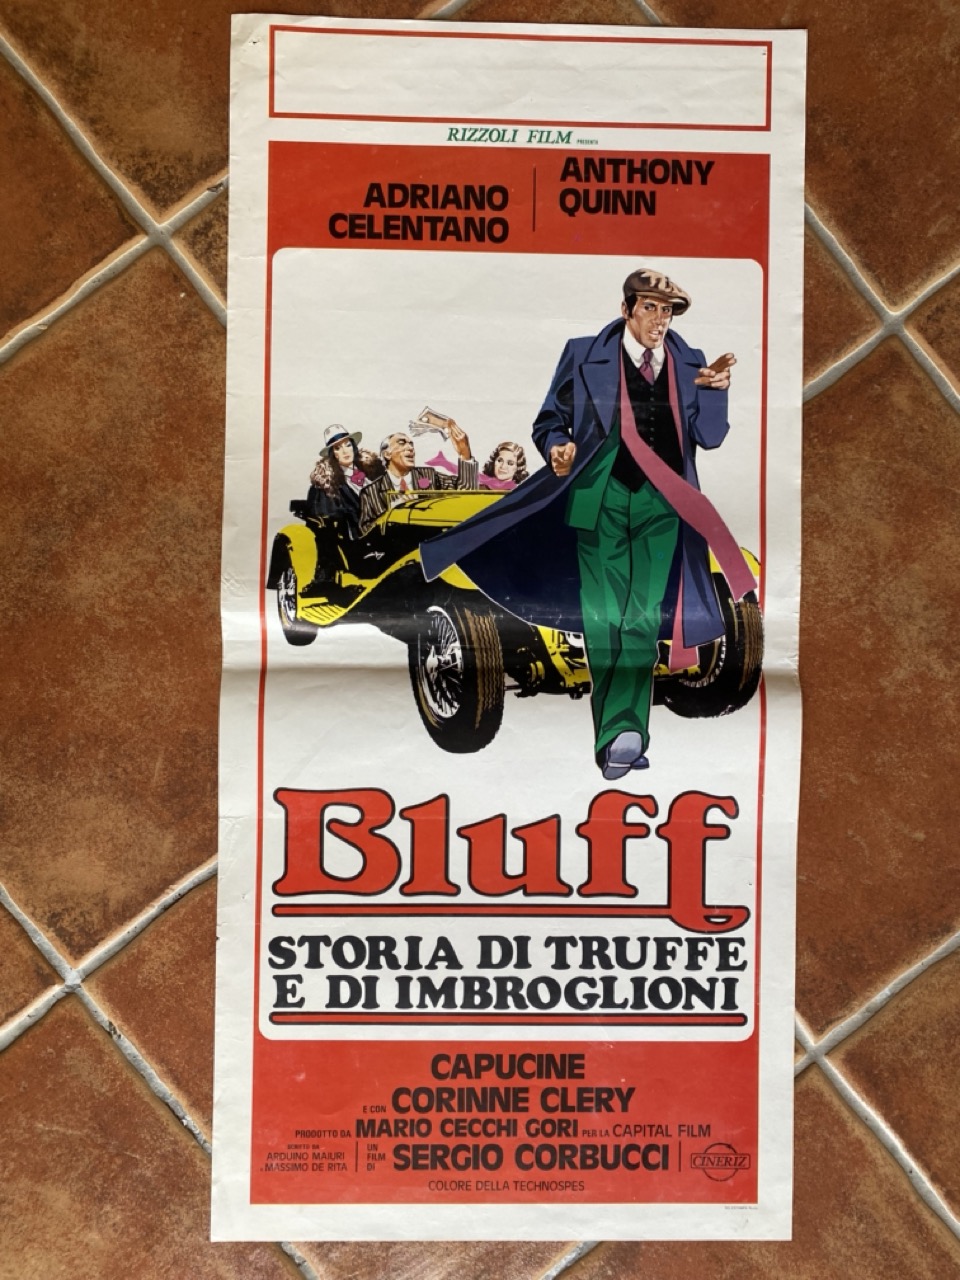 RIZZOLI FILM PRESENTA
ADRIANO
CELENTANO
ANTHONY
QUINN
Bluff
STORIA DI TRUFFE
E DI IMBROGLIONI
CAPUCINE
E CON CORINNE CLERY
PRODOTTO DA MARIO CECCHI GORI PER LA CAPITAL FILM
SCRITTO DA
ARDUINO MAIURI
E MASSIMO DE RITA
UN
FILM
DI
SERGIO CORBUCCI
CINERIZ
COLORE DELLA TECHNOSPES